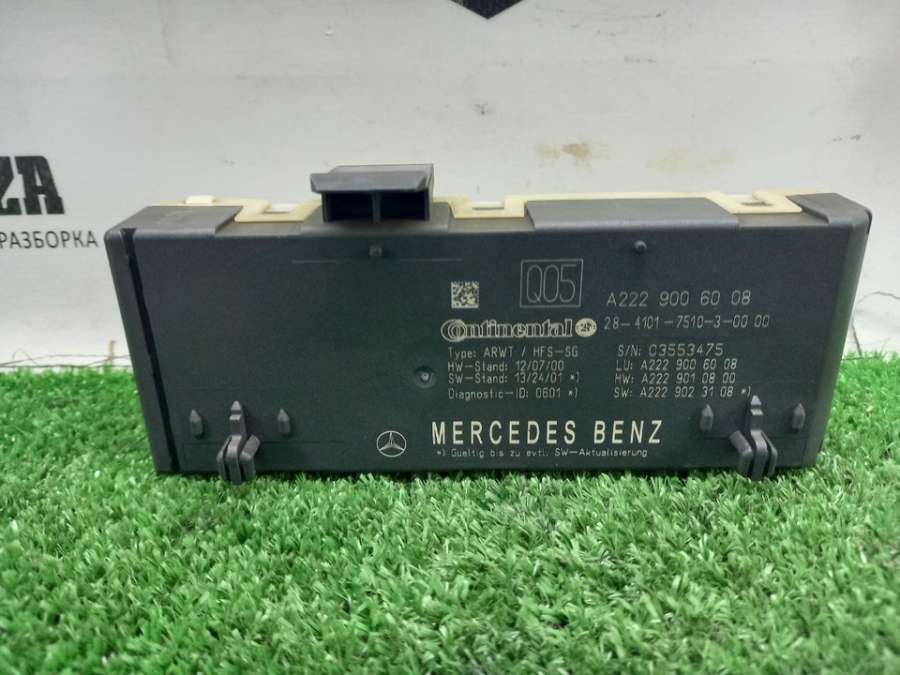 ZA
РАЗБОРКА
Q05
A222 900 60 08
Continental
28-4101-7510-3-00 00
Type: ARWT / HFS-SG
S/N: 03553475
HW-Stand: 12/07/00
LU: A222 900 60 08
SW-Stand: 13/24/01 *)
HW: A222 901 08 00
Diagnostic-ID: 0601 *)
SW: A222 902 31 08 *)
MERCEDES BENZ
*) Gueltig bis zu evtl. SW-Aktualisierung